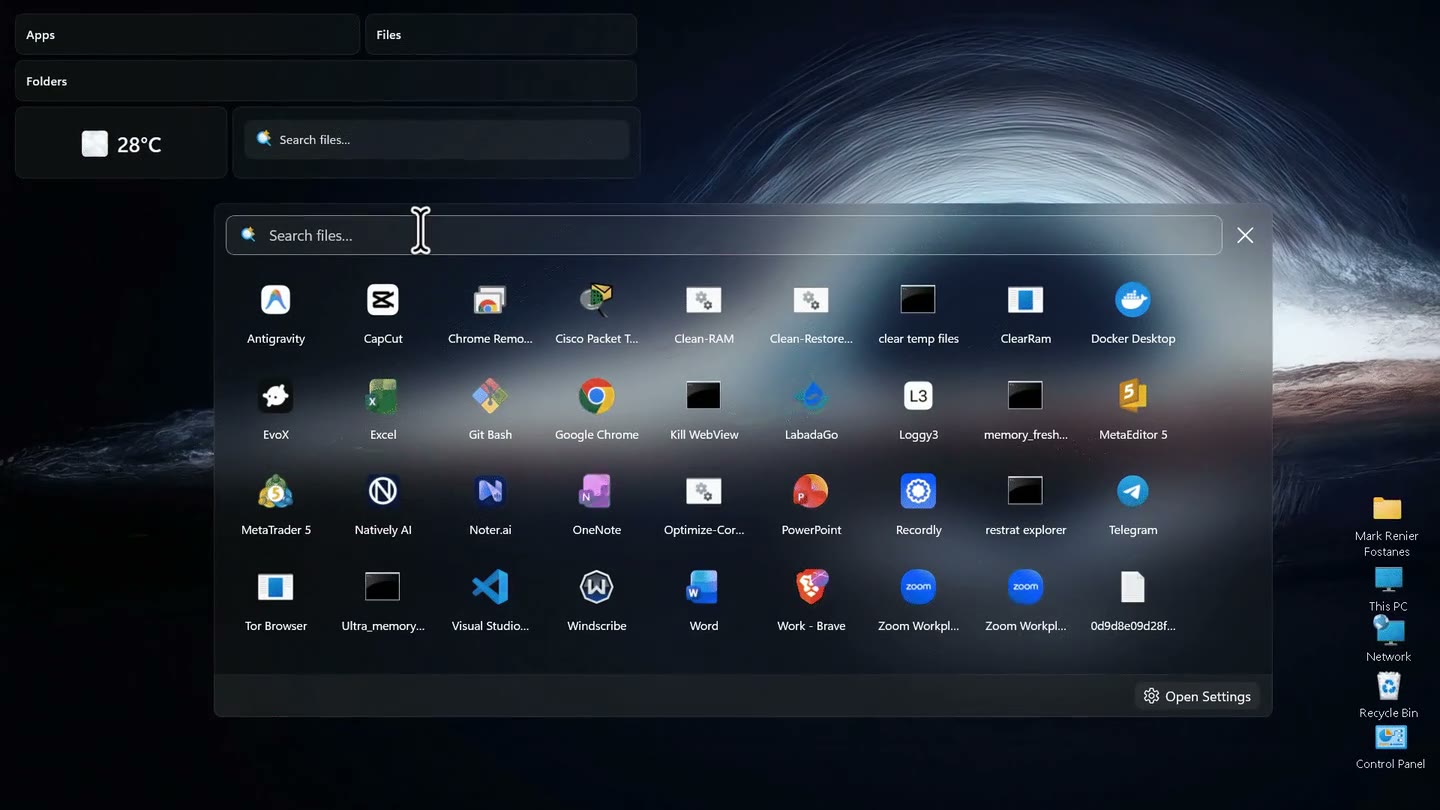 Apps
Files
Folders
28°C
Search files...
Search files...
Antigravity
CapCut
Chrome Remo...
Cisco Packet T...
Clean-RAM
Clean-Restore...
clear temp files
ClearRam
Docker Desktop
EvoX
Excel
Git Bash
Google Chrome
Kill WebView
LabadaGo
L3
Loggy3
memory_fresh...
MetaEditor 5
MetaTrader 5
Natively AI
Noter.ai
OneNote
Optimize-Cor...
PowerPoint
Recordly
restrat explorer
Telegram
Tor Browser
Ultra_memory...
Visual Studio...
Windscribe
Word
Work - Brave
zoom
Zoom Workpl...
zoom
Zoom Workpl...
0d9d8e09d28f...
Open Settings
Mark Renier
Fostanes
This PC
Network
Recycle Bin
Control Panel